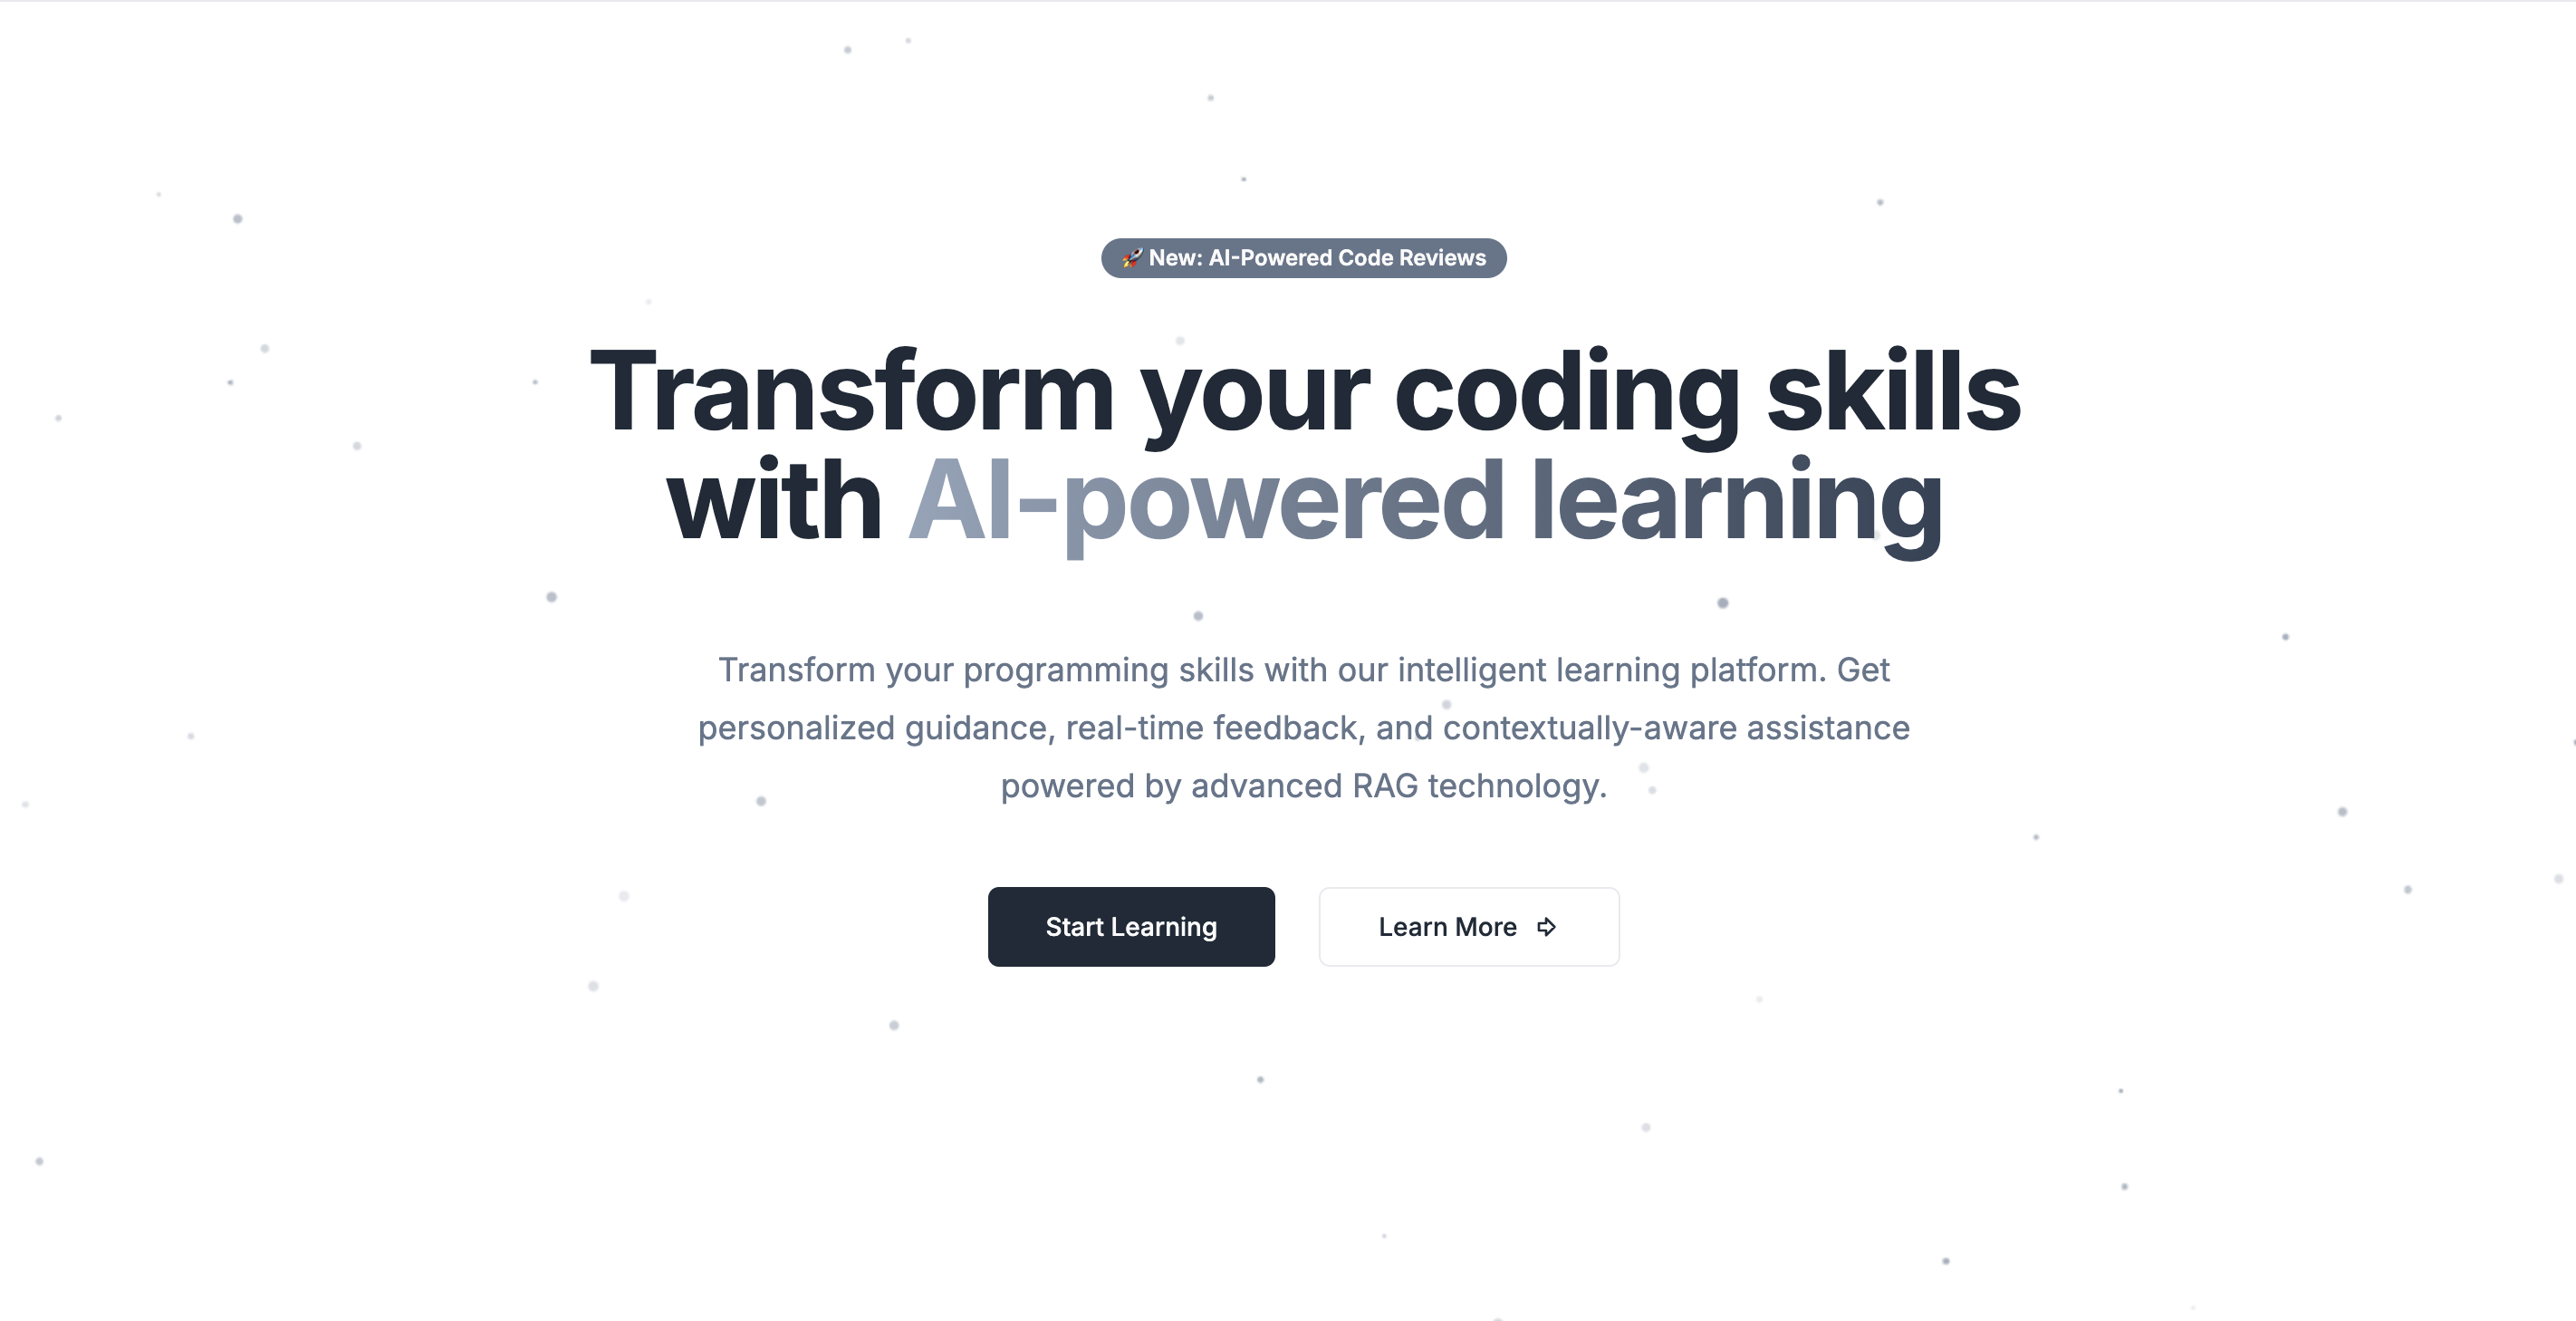 🚀 New: AI-Powered Code Reviews
Transform your coding skills
with AI-powered learning
Transform your programming skills with our intelligent learning platform. Get
personalized guidance, real-time feedback, and contextually-aware assistance
powered by advanced RAG technology.
Start Learning
Learn More